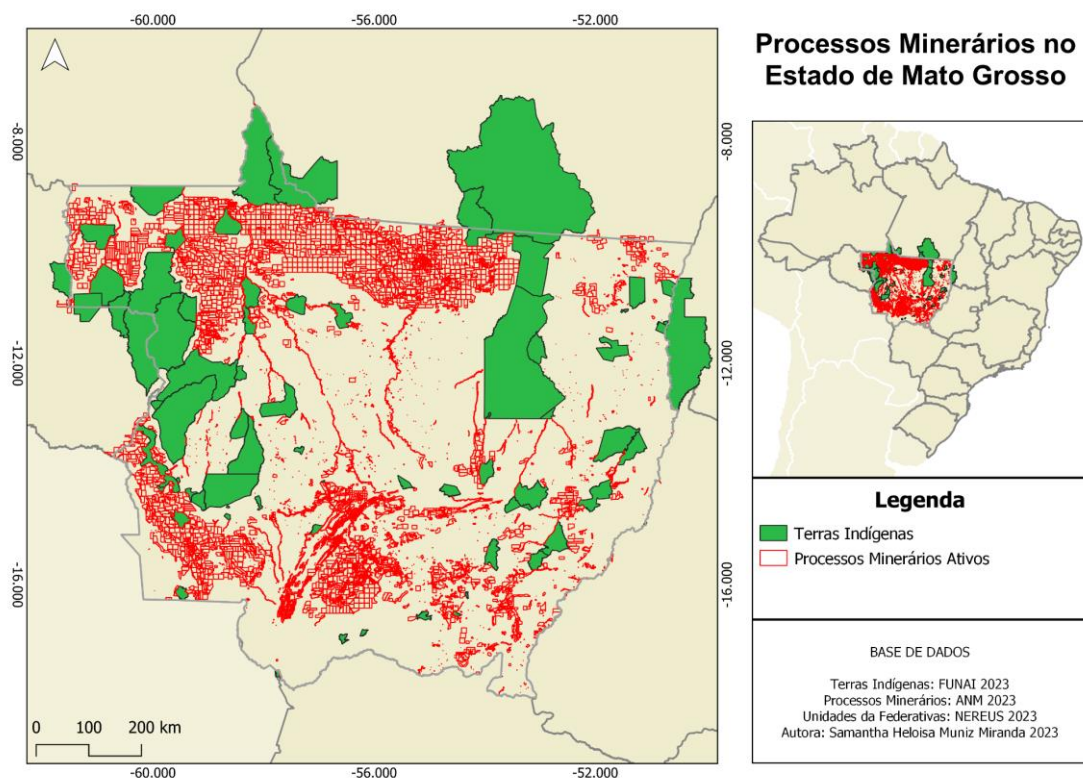 -60.000
-56.000
-52.000
-8.0000
-8.000
-12.0000
-12.000
-16.0000
-16.000
0 100 200 km
-60.000
-56.000
-52.000
Processos Minerários no
Estado de Mato Grosso
Legenda
Terras Indígenas
Processos Minerários Ativos
BASE DE DADOS
Terras Indígenas: FUNAI 2023
Processos Minerários: ANM 2023
Unidades da Federativas: NEREUS 2023
Autora: Samantha Heloisa Muniz Miranda 2023